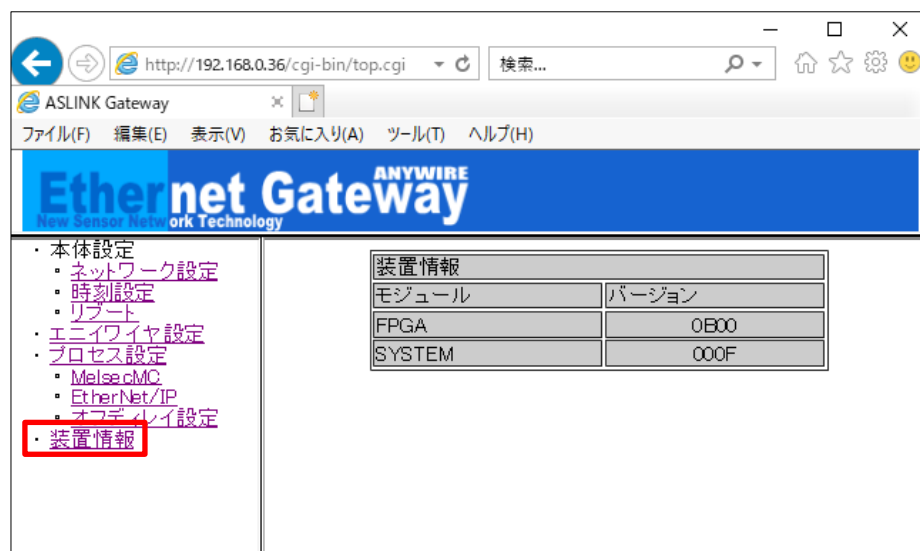 http://192.168.0.36/cgi-bin/top.cgi
検索...
ASLINK Gateway
ファイル(F) 編集(E) 表示(V) お気に入り(A) ツール(T) ヘルプ(H)
Ethernet Gateway
ANYWIRE
New Sensor Network Technology
・本体設定
▫ ネットワーク設定
▫ 時刻設定
▫ リブート
・エニイワイヤ設定
・プロセス設定
▫ MelsecMC
▫ EtherNet/IP
▫ オフディレイ設定
・装置情報
装置情報
モジュール バージョン
FPGA 0B00
SYSTEM 000F